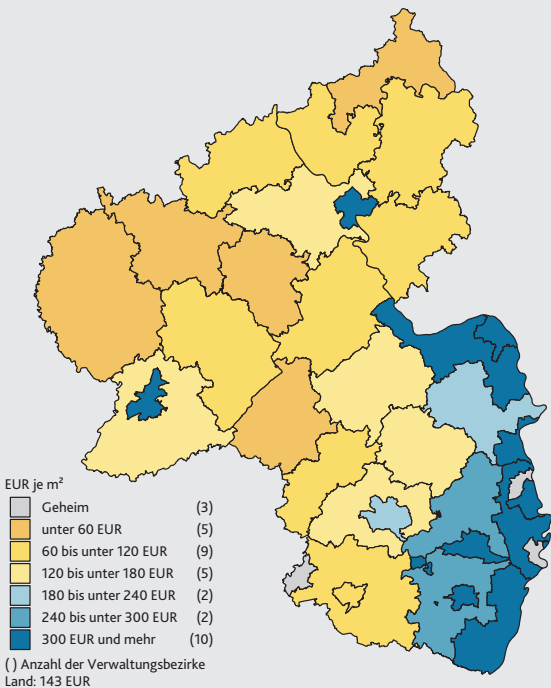 EUR je m²
Geheim (3)
unter 60 EUR (5)
60 bis unter 120 EUR (9)
120 bis unter 180 EUR (5)
180 bis unter 240 EUR (2)
240 bis unter 300 EUR (2)
300 EUR und mehr (10)
( ) Anzahl der Verwaltungsbezirke
Land: 143 EUR